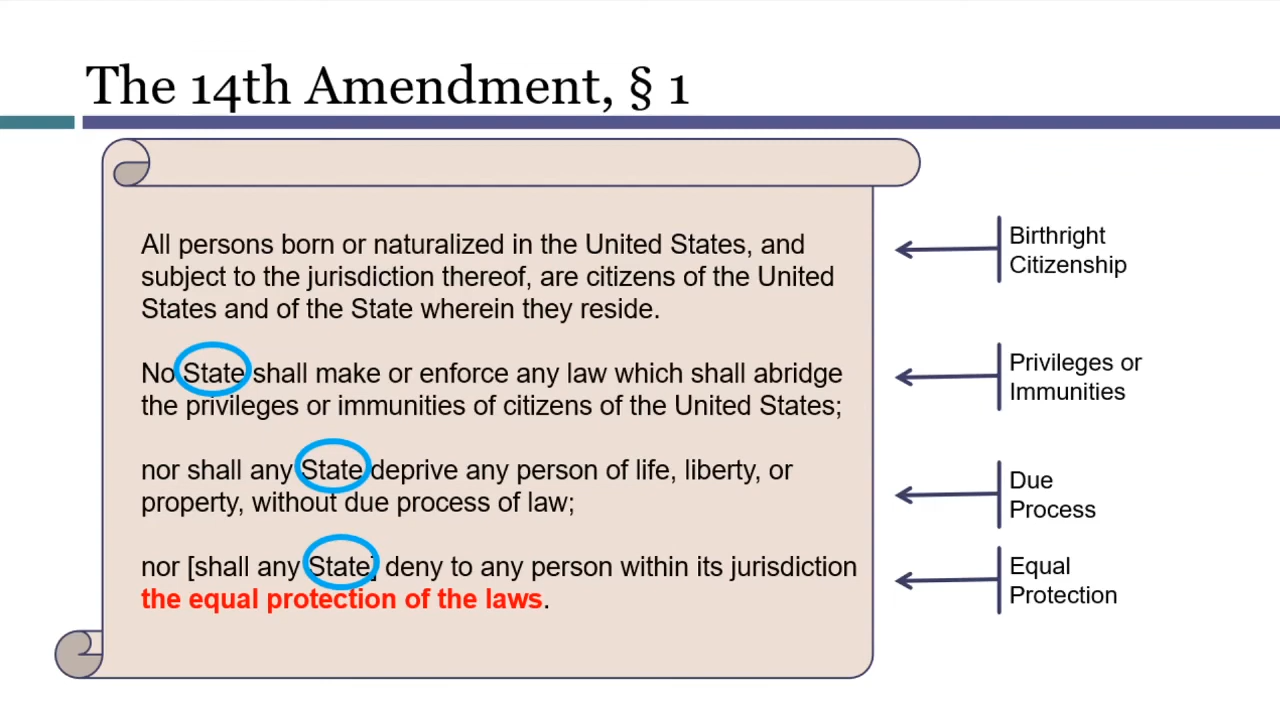 The 14th Amendment, § 1
All persons born or naturalized in the United States, and
subject to the jurisdiction thereof, are citizens of the United
States and of the State wherein they reside.
Birthright
Citizenship
No State shall make or enforce any law which shall abridge
the privileges or immunities of citizens of the United States;
Privileges or
Immunities
nor shall any State deprive any person of life, liberty, or
property, without due process of law;
Due
Process
nor [shall any State] deny to any person within its jurisdiction
the equal protection of the laws.
Equal
Protection